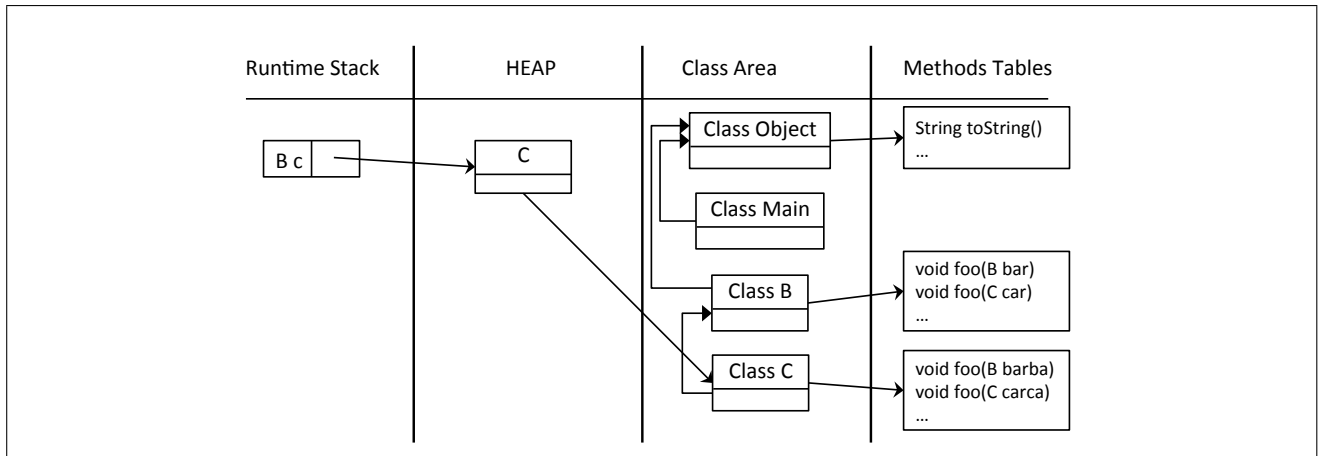 Runtime Stack
HEAP
Class Area
Methods Tables
B c
C
Class Object
Class Main
Class B
Class C
String toString()
...
void foo(B bar)
void foo(C car)
...
void foo(B barba)
void foo(C carca)
...